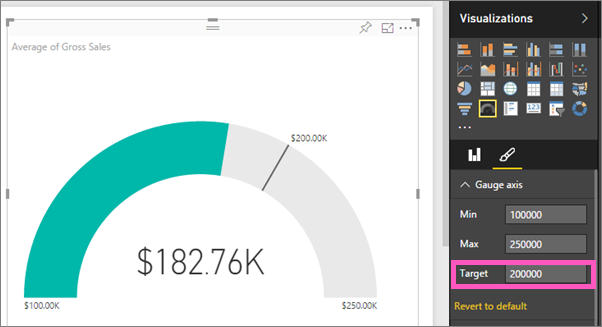 Average of Gross Sales
$200.00K
$182.76K
$100.00K
$250.00K
Visualizations
123
Gauge axis
Min 100000
Max 250000
Target 200000
Revert to default